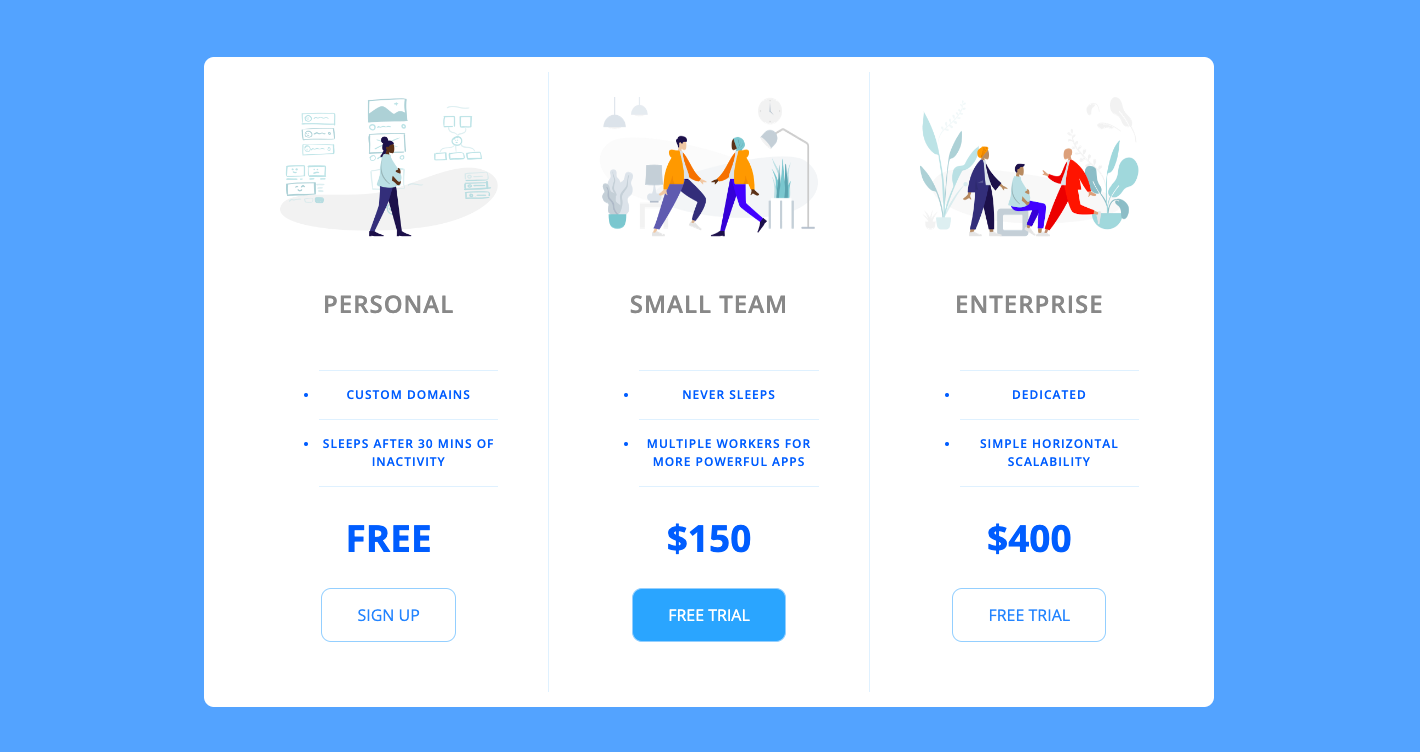 PERSONAL
CUSTOM DOMAINS
SLEEPS AFTER 30 MINS OF
INACTIVITY
FREE
SIGN UP
SMALL TEAM
NEVER SLEEPS
MULTIPLE WORKERS FOR
MORE POWERFUL APPS
$150
FREE TRIAL
ENTERPRISE
DEDICATED
SIMPLE HORIZONTAL
SCALABILITY
$400
FREE TRIAL